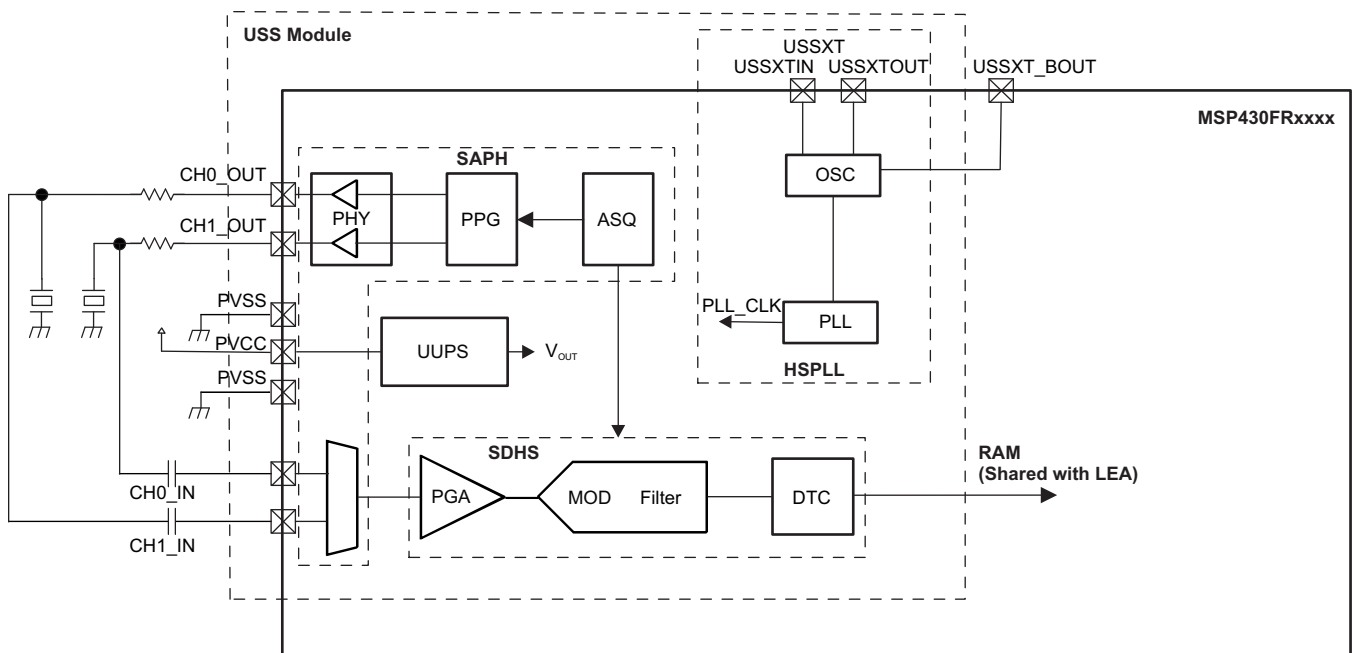 USS Module
USSXT
USSXTIN
USSXTOUT
USSXT_BOUT
MSP430FRxxxx
SAPH
CH0_OUT
PHY
PPG
ASQ
OSC
CH1_OUT
PVSS
PLL_CLK
PLL
PVCC
UUPS
VOUT
HSPLL
PVSS
SDHS
RAM
(Shared with LEA)
CH0_IN
PGA
MOD Filter
DTC
CH1_IN